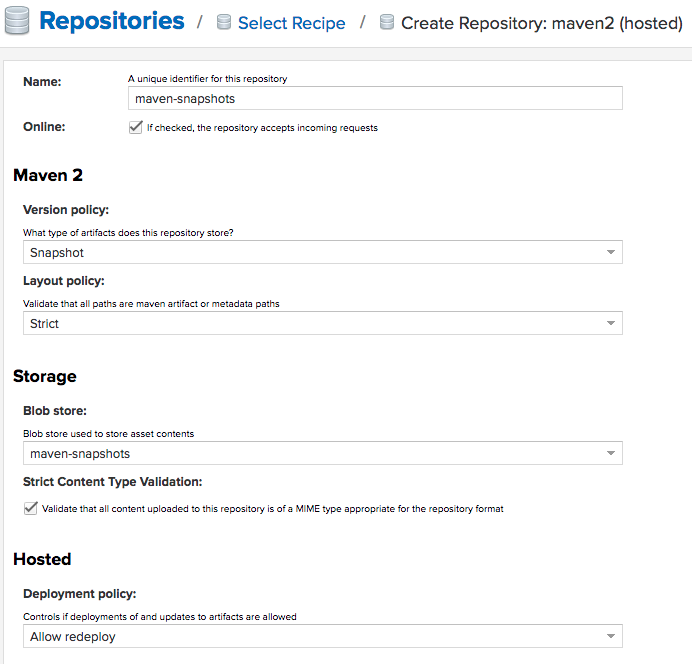 Repositories / Select Recipe / Create Repository: maven2 (hosted)
Name:
A unique identifier for this repository
maven-snapshots
Online:
If checked, the repository accepts incoming requests
Maven 2
Version policy:
What type of artifacts does this repository store?
Snapshot
Layout policy:
Validate that all paths are maven artifact or metadata paths
Strict
Storage
Blob store:
Blob store used to store asset contents
maven-snapshots
Strict Content Type Validation:
Validate that all content uploaded to this repository is of a MIME type appropriate for the repository format
Hosted
Deployment policy:
Controls if deployments of and updates to artifacts are allowed
Allow redeploy